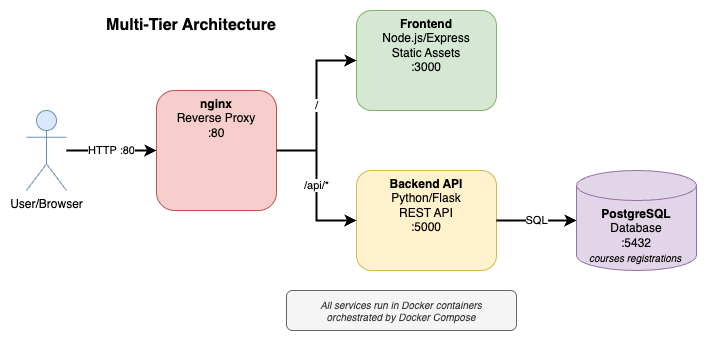 Multi-Tier Architecture
Frontend
Node.js/Express
Static Assets
:3000
nginx
Reverse Proxy
:80
/
HTTP :80
User/Browser
/api/*
Backend API
Python/Flask
REST API
:5000
SQL
PostgreSQL
Database
:5432
courses registrations
All services run in Docker containers
orchestrated by Docker Compose